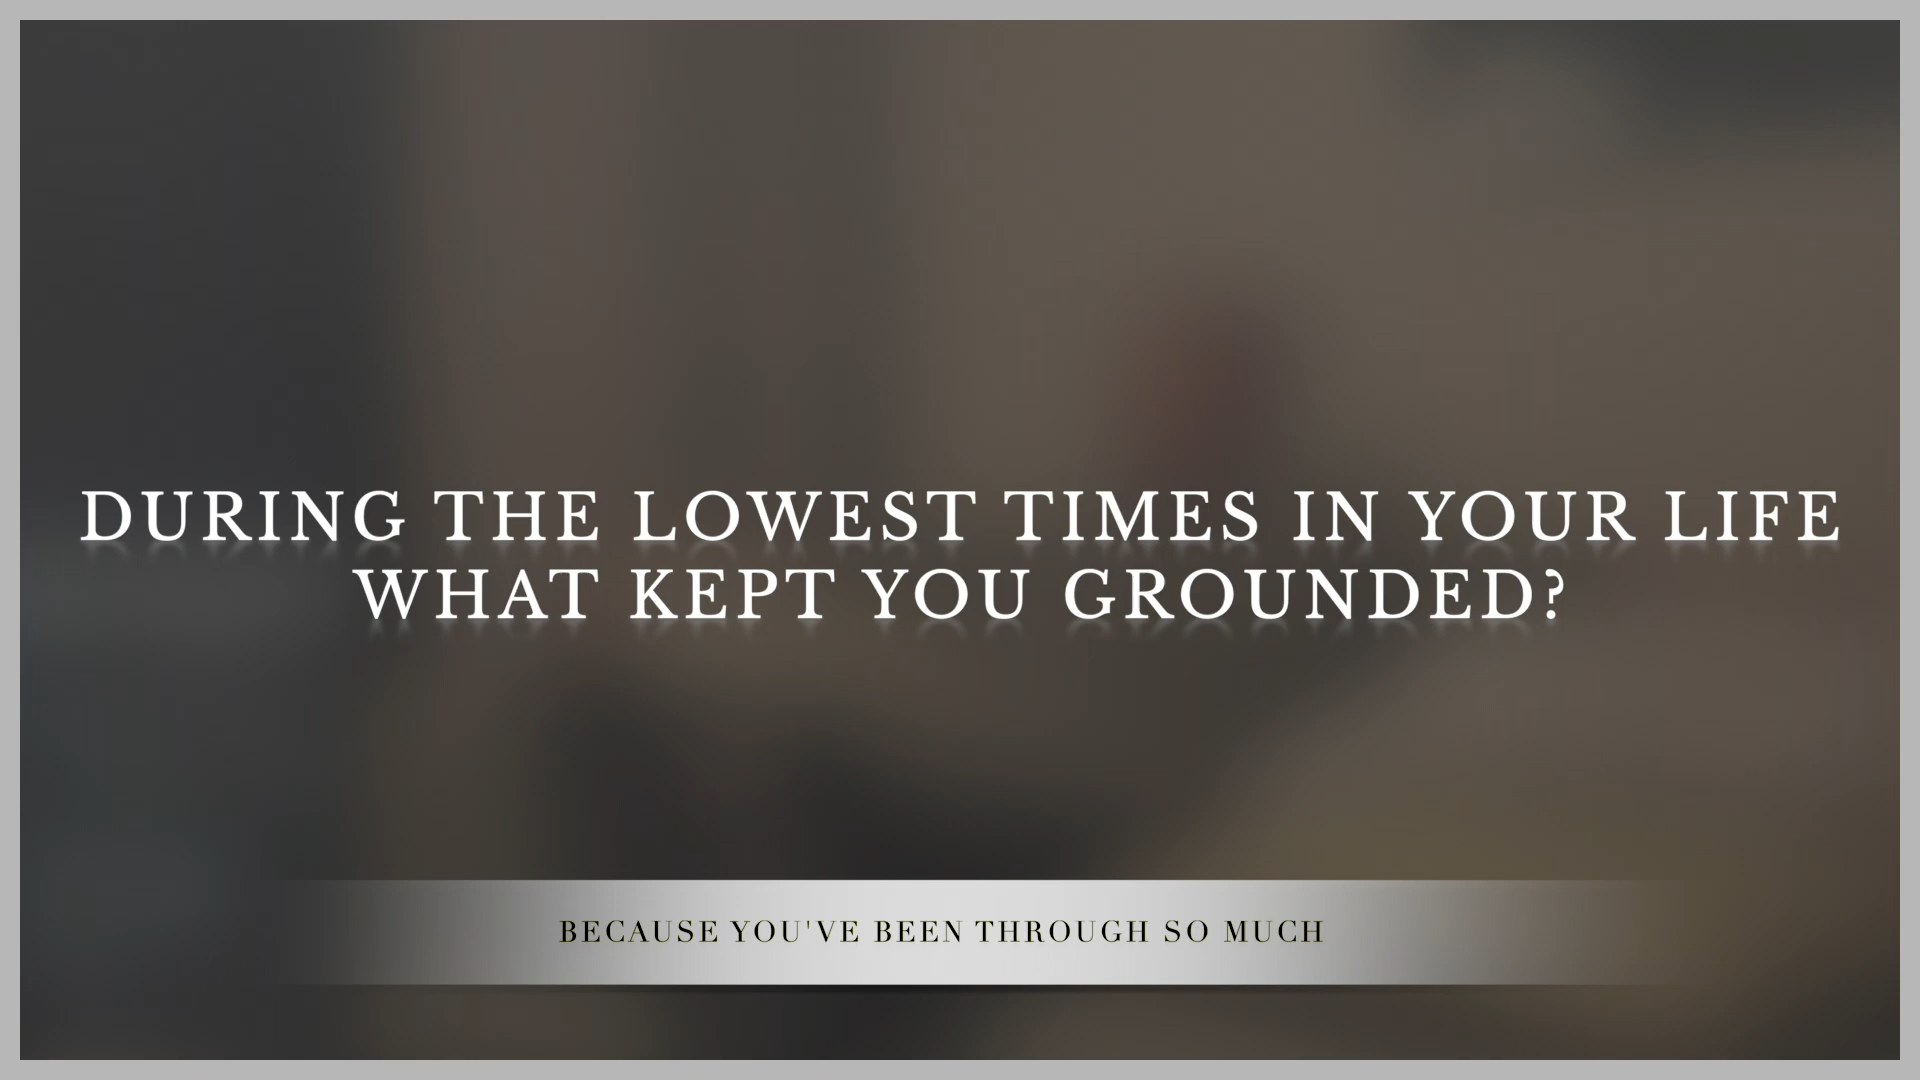 DURING THE LOWEST TIMES IN YOUR LIFE
WHAT KEPT YOU GROUNDED?
BECAUSE YOU'VE BEEN THROUGH SO MUCH